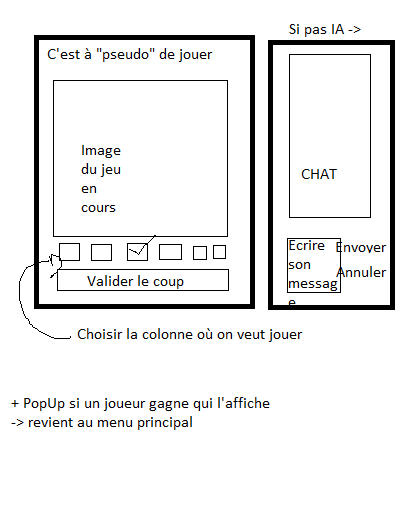 Si pas IA ->
C'est à "pseudo" de jouer
Image
du jeu
en
cours
CHAT
Valider le coup
Ecrire
son
messag
e
Envoyer
Annuler
Choisir la colonne où on veut jouer
+ PopUp si un joueur gagne qui l'affiche
-> revient au menu principal